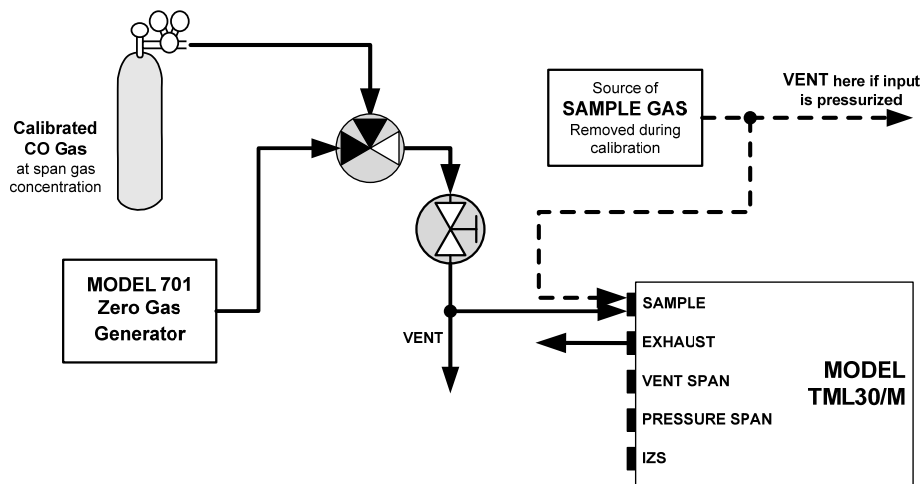 Calibrated
CO Gas
at span gas
concentration
MODEL 701
Zero Gas
Generator
VENT
Source of
SAMPLE GAS
Removed during
calibration
VENT here if input
is pressurized
SAMPLE
EXHAUST
VENT SPAN
PRESSURE SPAN
IZS
MODEL
TML30/M